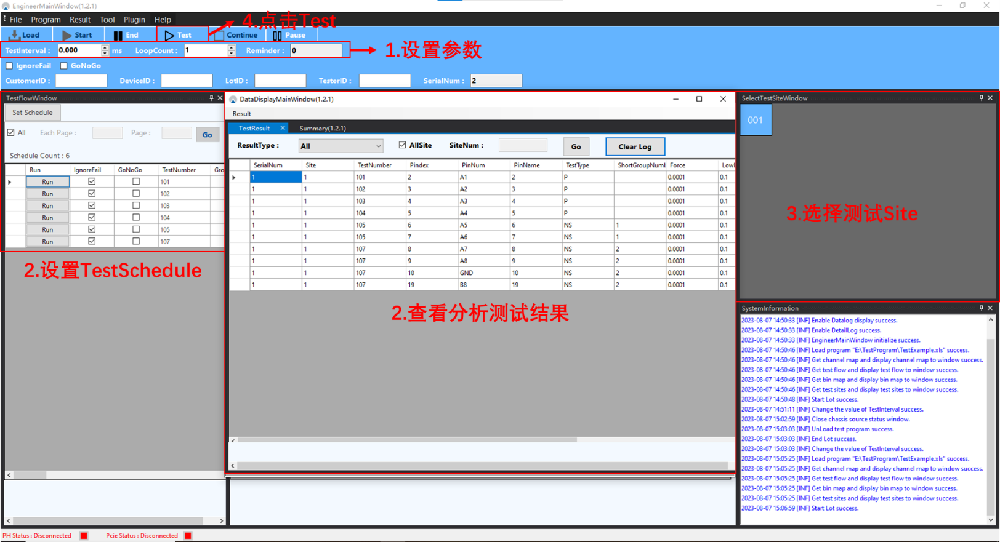 EngineerMainWindow(1.2.1)
File Program Result Tool Plugin Help
4.点击Test
Load Start End Test Continue Pause
TestInterval : 0.000 ms LoopCount : 1 Reminder : 0
1.设置参数
IgnoreFail GoNoGo
CustomerID : DeviceID : LotID : TesterID : SerialNum : 2
TestFlowWindow
Set Schedule
All Each Page : Page : Go
Schedule Count : 6
Run IgnoreFail GoNoGo TestNumber Gro
Run 101
Run 102
Run 103
Run 104
Run 105
Run 107
2.设置TestSchedule
DataDisplayMainWindow(1.2.1)
Result
TestResult Summary(1.2.1)
ResultType : All AllSite SiteNum : Go Clear Log
SerialNum Site TestNumber Pindex PinNum PinName TestType ShortGroupNumb Force LowL
1 1 101 2 A1 2 P 0.0001 0.1
1 1 102 3 A2 3 P 0.0001 0.1
1 1 103 4 A3 4 P 0.0001 0.1
1 1 104 5 A4 5 P 0.0001 0.1
1 1 105 6 A5 6 NS 1 0.0001 0.1
1 1 105 7 A6 7 NS 1 0.0001 0.1
1 1 107 8 A7 8 NS 2 0.0001 0.1
1 1 107 9 A8 9 NS 2 0.0001 0.1
1 1 107 10 GND 10 NS 2 0.0001 0.1
1 1 107 19 B8 19 NS 2 0.0001 0.1
2.查看分析测试结果
SelectTestSiteWindow
001
3.选择测试Site
SystemInformation
2023-08-07 14:50:33 [INF] Enable Datalog display success.
2023-08-07 14:50:33 [INF] Enable DetailLog success.
2023-08-07 14:50:33 [INF] EngineerMainWindow initialize success.
2023-08-07 14:50:46 [INF] Load program "E:\TestProgram\TestExample.xls" success.
2023-08-07 14:50:46 [INF] Get channel map and display channel map to window success.
2023-08-07 14:50:46 [INF] Get test flow and display test flow to window success.
2023-08-07 14:50:46 [INF] Get bin map and display bin map to window success.
2023-08-07 14:50:46 [INF] Get test sites and display test sites to window success.
2023-08-07 14:50:48 [INF] Start Lot success.
2023-08-07 14:51:11 [INF] Change the value of TestInterval success.
2023-08-07 15:02:59 [INF] Close chassis source status window.
2023-08-07 15:03:03 [INF] UnLoad test program success.
2023-08-07 15:03:03 [INF] End Lot success.
2023-08-07 15:03:03 [INF] Change the value of TestInterval success.
2023-08-07 15:05:25 [INF] Load program "E:\TestProgram\TestExample.xls" success.
2023-08-07 15:05:25 [INF] Get channel map and display channel map to window success.
2023-08-07 15:05:25 [INF] Get test flow and display test flow to window success.
2023-08-07 15:05:25 [INF] Get bin map and display bin map to window success.
2023-08-07 15:05:25 [INF] Get test sites and display test sites to window success.
2023-08-07 15:06:59 [INF] Start Lot success.
PH Status : Disconnected Pcie Status : Disconnected